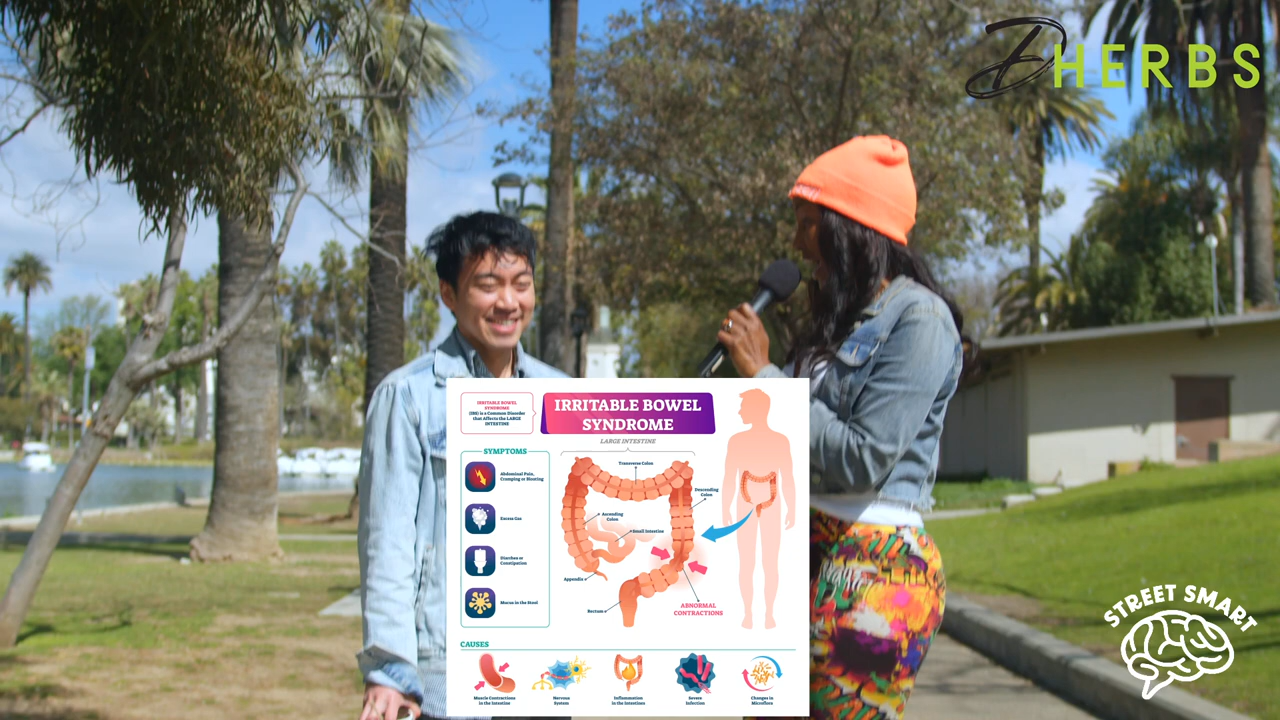 DHERBS
IRRITABLE BOWEL
SYNDROME
(IBS) is a Common Disorder
that Affects the LARGE
INTESTINE
IRRITABLE BOWEL
SYNDROME
LARGE INTESTINE
SYMPTOMS
Abdominal Pain,
Cramping or Bloating
Excess Gas
Diarrhea or
Constipation
Mucus in the Stool
Transverse Colon
Descending
Colon
Ascending
Colon
Small Intestine
Appendix
Rectum
ABNORMAL
CONTRACTIONS
CAUSES
Muscle Contractions
in the Intestine
Nervous
System
Inflammation
in the Intestines
Severe
Infection
Changes in
Microflora
STREET SMART